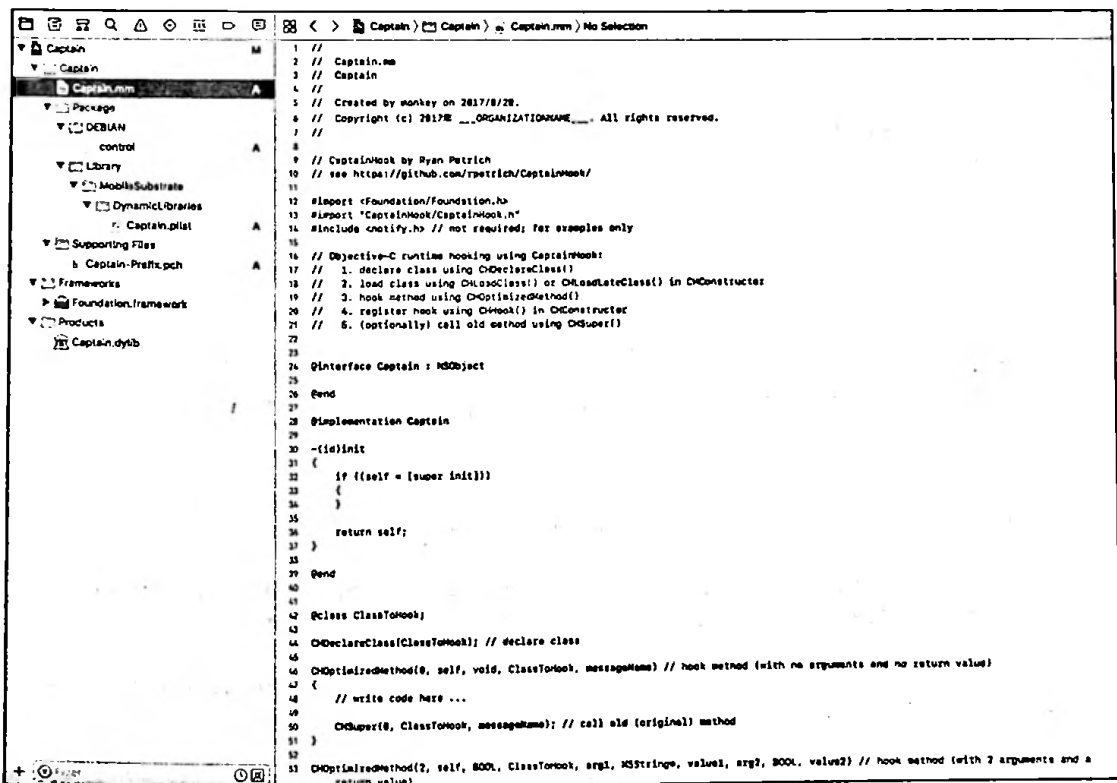 Captain 〉 Captain 〉 Captain.mm 〉 No Selection
Captain M
Captain
Captain.mm A
Package
DEBIAN
control A
Library
MobileSubstrate
DynamicLibraries
Captain.plist A
Supporting Files
Captain-Prefix.pch A
Frameworks
Foundation.framework
Products
Captain.dylib
1 //
2 // Captain.mm
3 // Captain
4 //
5 // Created by monkey on 2017/8/20.
6 // Copyright (c) 2017年 __ORGANIZATIONNAME__. All rights reserved.
7 //
8
9 // CaptainHook by Ryan Petrich
10 // see https://github.com/rpetrich/CaptainHook/
11
12 #import <Foundation/Foundation.h>
13 #import "CaptainHook/CaptainHook.h"
14 #include <notify.h> // not required; for examples only
15
16 // Objective-C runtime hooking using CaptainHook:
17 // 1. declare class using CHDeclareClass()
18 // 2. load class using CHLoadClass() or CHLoadLateClass() in CHConstructor
19 // 3. hook method using CHOptimizedMethod()
20 // 4. register hook using CHHook() in CHConstructor
21 // 5. (optionally) call old method using CHSuper()
22
23
24 @interface Captain : NSObject
25
26 @end
27
28 @implementation Captain
29
30 -(id)init
31 {
32 if ((self = [super init]))
33 {
34 }
35
36 return self;
37 }
38
39 @end
40
41
42 @class ClassToHook;
43
44 CHDeclareClass(ClassToHook); // declare class
45
46 CHOptimizedMethod(0, self, void, ClassToHook, messageName) // hook method (with no arguments and no return value)
47 {
48 // write code here ...
49
50 CHSuper(0, ClassToHook, messageName); // call old (original) method
51 }
52
53 CHOptimizedMethod(2, self, BOOL, ClassToHook, arg1, NSString*, value1, arg2, BOOL, value2) // hook method (with 2 arguments and a
return value)
+ Filter